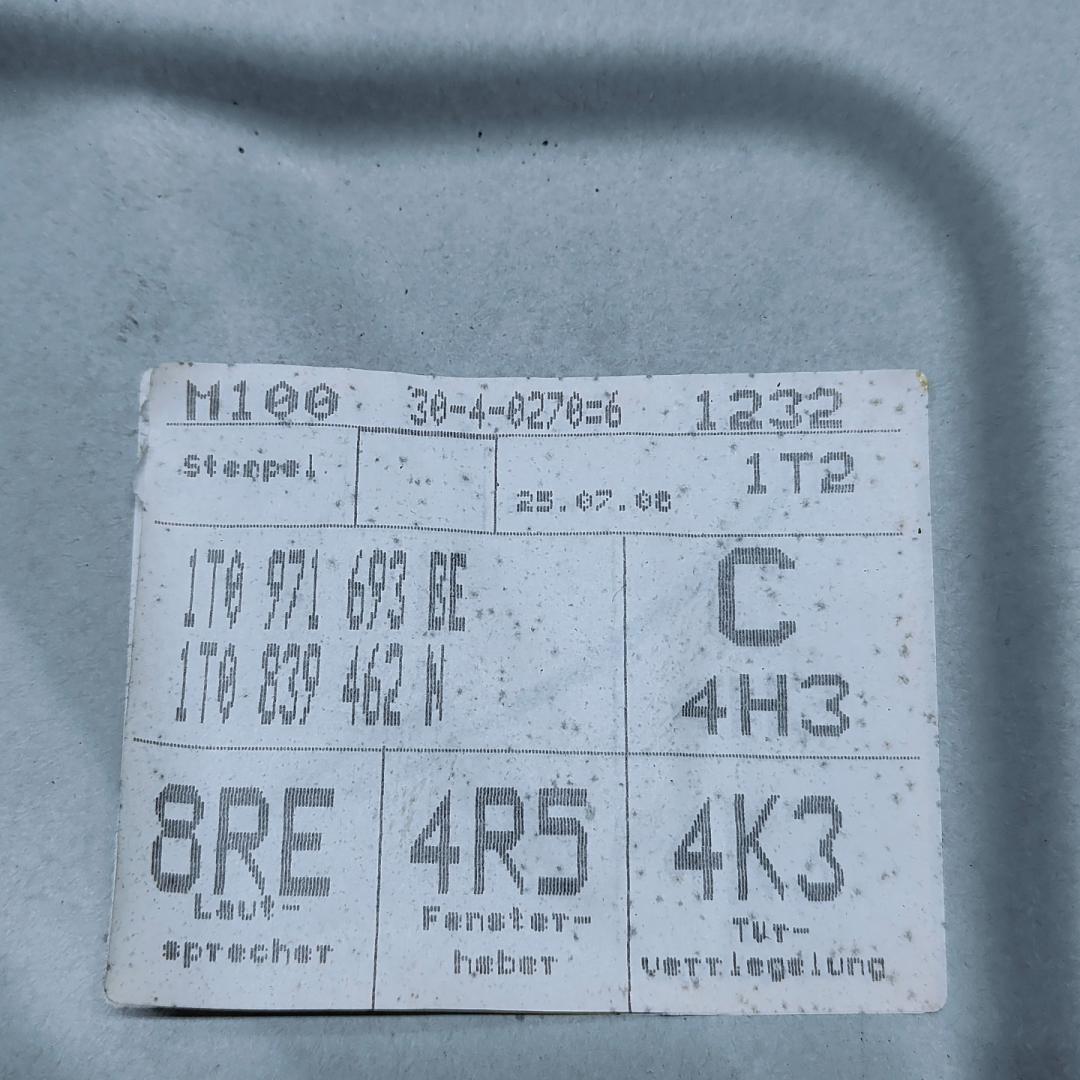 M100 30-4-0270=6 1232
Stempel 1T2
25.07.08
1T0 971 693 BE C
1T0 839 462 N 4H3
8RE 4R5 4K3
Laut- Fenster- Tür-
sprecher heber verriegelung